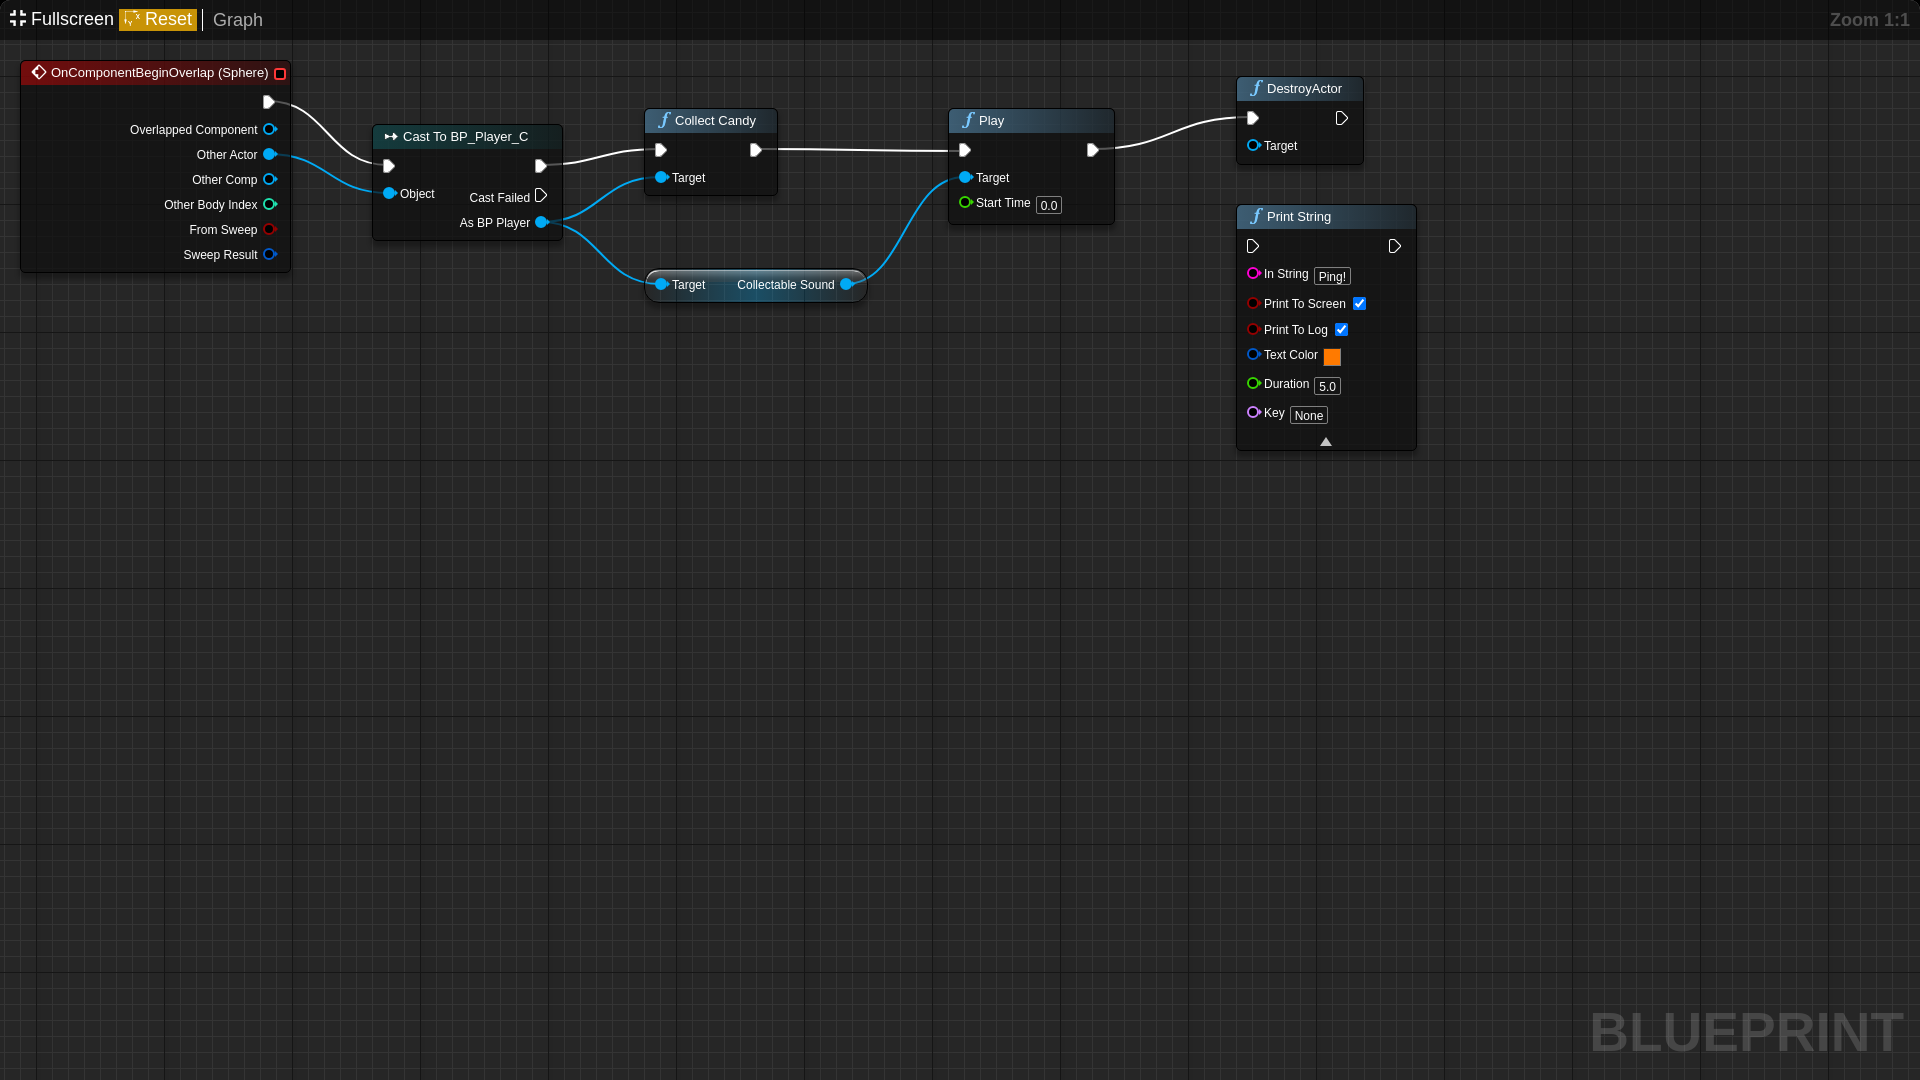 Fullscreen Reset Graph
Zoom 1:1
OnComponentBeginOverlap (Sphere)
Overlapped Component
Other Actor
Other Comp
Other Body Index
From Sweep
Sweep Result
Cast To BP_Player_C
Object
Cast Failed
As BP Player
Collect Candy
Target
Target Collectable Sound
Play
Target
Start Time 0.0
DestroyActor
Target
Print String
In String Ping!
Print To Screen
Print To Log
Text Color
Duration 5.0
Key None
BLUEPRINT